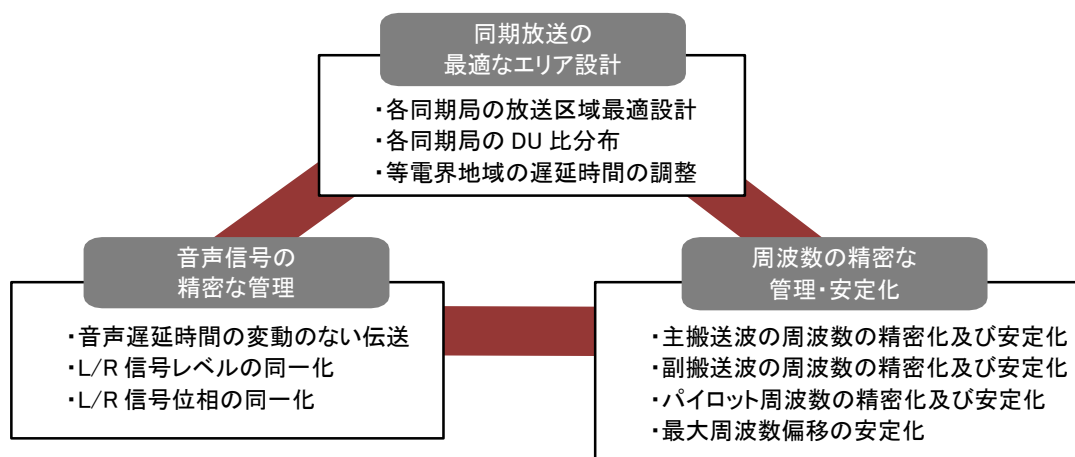 同期放送の
最適なエリア設計
・各同期局の放送区域最適設計
・各同期局の DU 比分布
・等電界地域の遅延時間の調整
音声信号の
精密な管理
・音声遅延時間の変動のない伝送
・L/R 信号レベルの同一化
・L/R 信号位相の同一化
周波数の精密な
管理・安定化
・主搬送波の周波数の精密化及び安定化
・副搬送波の周波数の精密化及び安定化
・パイロット周波数の精密化及び安定化
・最大周波数偏移の安定化